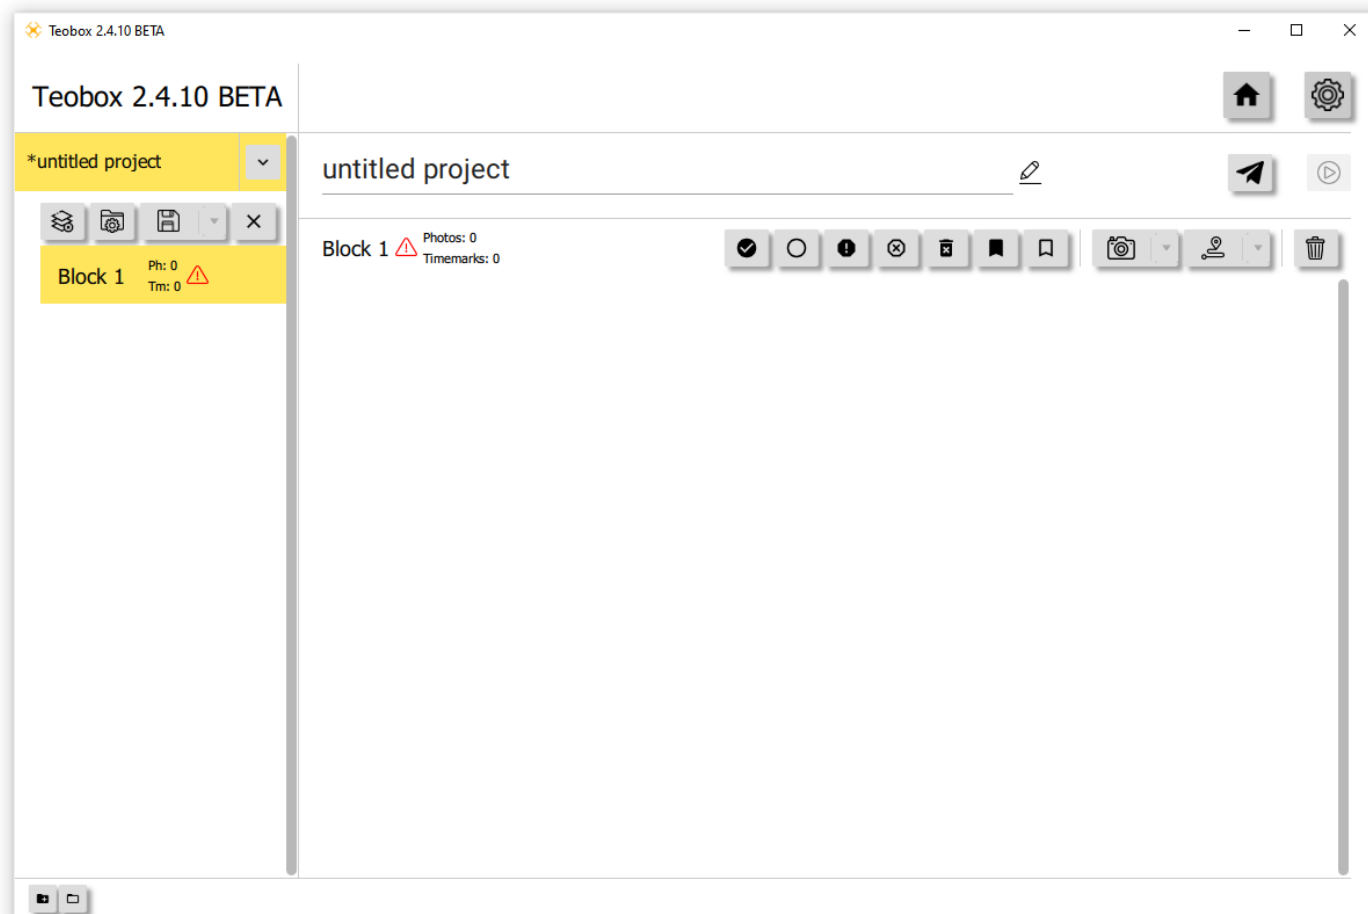 Teobox 2.4.10 BETA
Teobox 2.4.10 BETA
*untitled project
untitled project
Block 1
Ph: 0
Tm: 0
Block 1
Photos: 0
Timemarks: 0